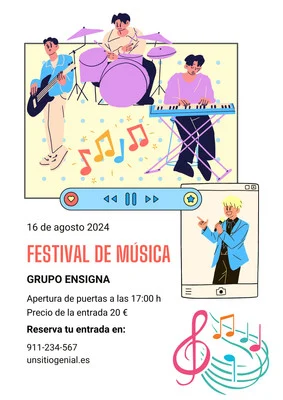 16 de agosto 2024
FESTIVAL DE MÚSICA
GRUPO ENSIGNA
Apertura de puertas a las 17:00 h
Precio de la entrada 20 €
Reserva tu entrada en:
911-234-567
unsitiogenial.es